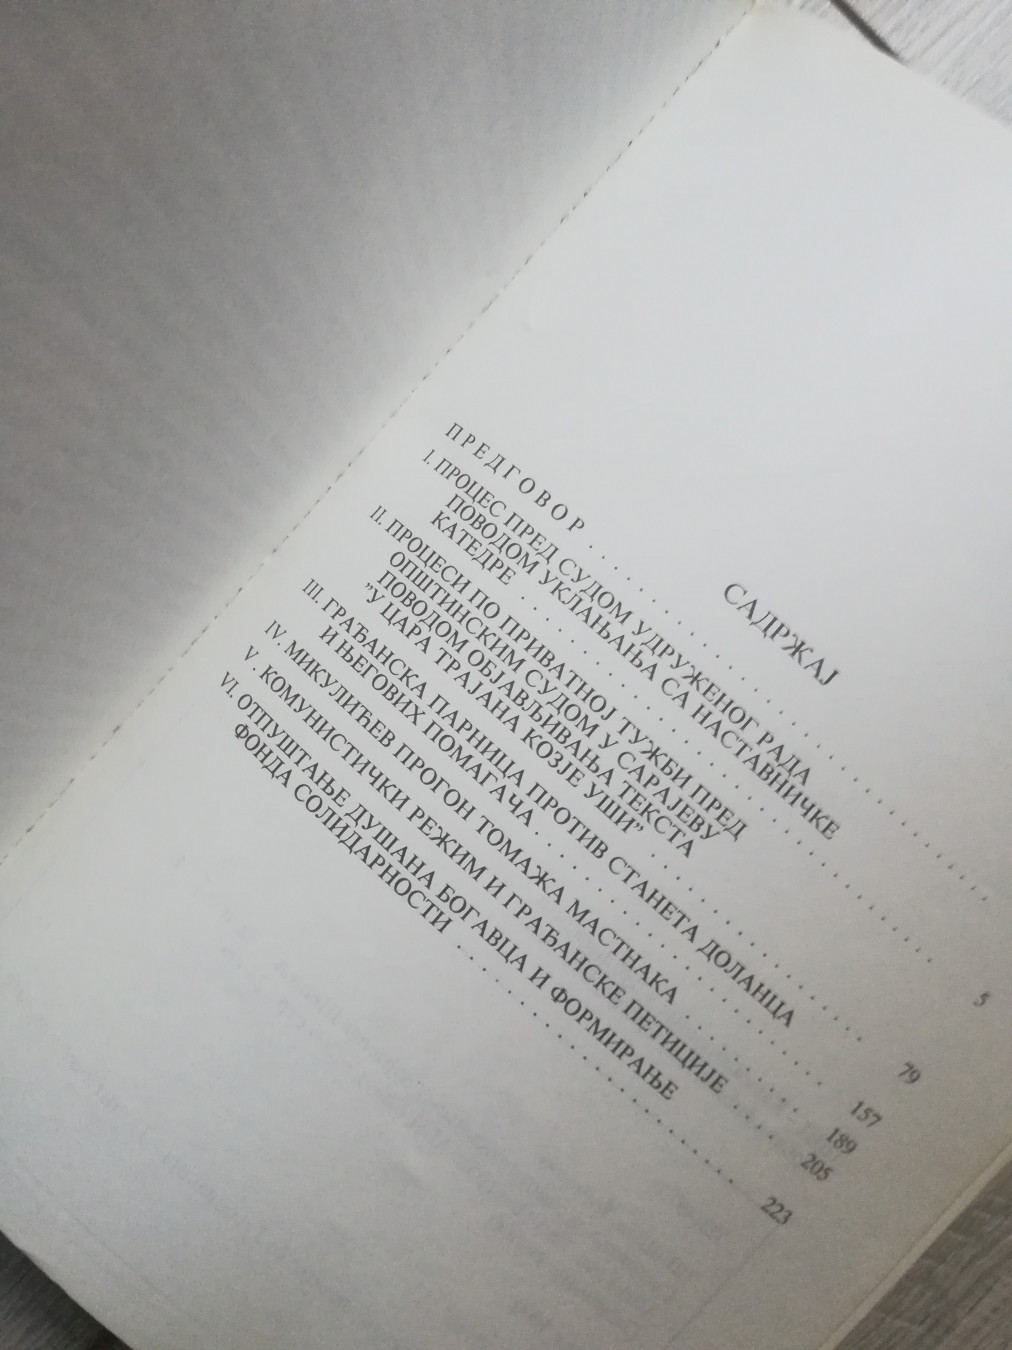 САДРЖАЈ
ПРЕДГОВОР . . . . . . . . . . . . . . . . . . . .
I. ПРОЦЕС ПРЕД СУДОМ УДРУЖЕНОГ РАДА
ПОВОДОМ УКЛАЊАЊА СА НАСТАВНИЧКЕ
КАТЕДРЕ . . . . . . . . . . . . . . . . . . . . 5
II. ПРОЦЕСИ ПО ПРИВАТНОЈ ТУЖБИ ПРЕД
ОПШТИНСКИМ СУДОМ У САРАЈЕВУ
ПОВОДОМ ОБЈАВЉИВАЊА ТЕКСТА
"У ЦАРА ТРАЈАНА КОЗЈЕ УШИ" . . . . . . . . . . 79
III. ГРАЂАНСКА ПАРНИЦА ПРОТИВ СТАНЕТА ДОЛАНЦА
И ЊЕГОВИХ ПОМАГАЧА . . . . . . . . . . . . . 157
IV. МИКУЛИЋЕВ ПРОГОН ТОМАЖА МАСТНАКА . . . . . . 189
V. КОМУНИСТИЧКИ РЕЖИМ И ГРАЂАНСКЕ ПЕТИЦИЈЕ . . . 205
VI. ОТПУШТАЊЕ ДУШАНА БОГАВЦА И ФОРМИРАЊЕ
ФОНДА СОЛИДАРНОСТИ . . . . . . . . . . . . . . 223